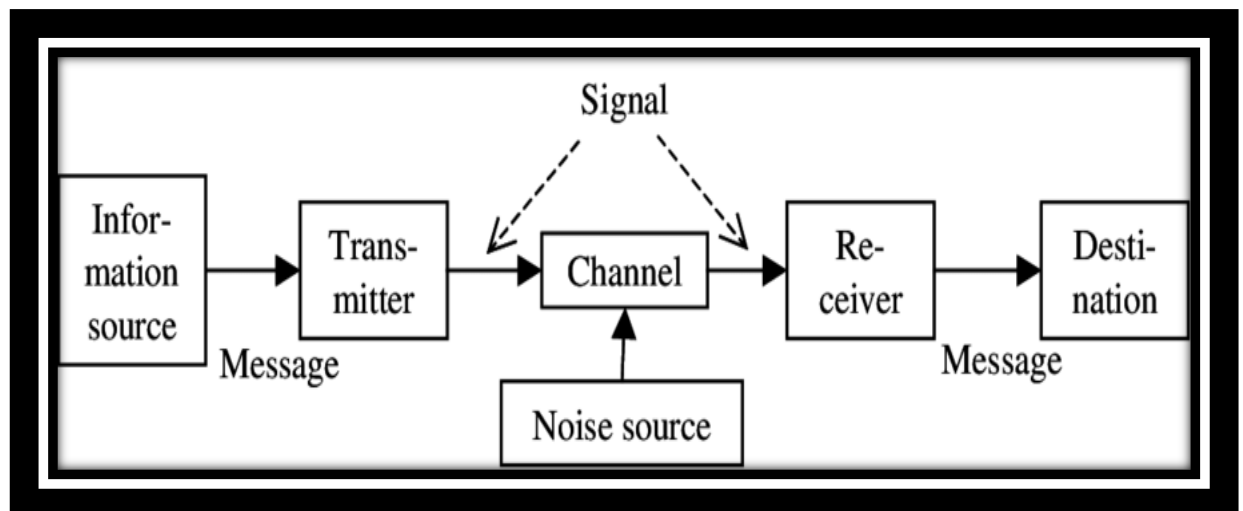 Signal
Infor-
mation
source
Trans-
mitter
Channel
Re-
ceiver
Desti-
nation
Message
Message
Noise source